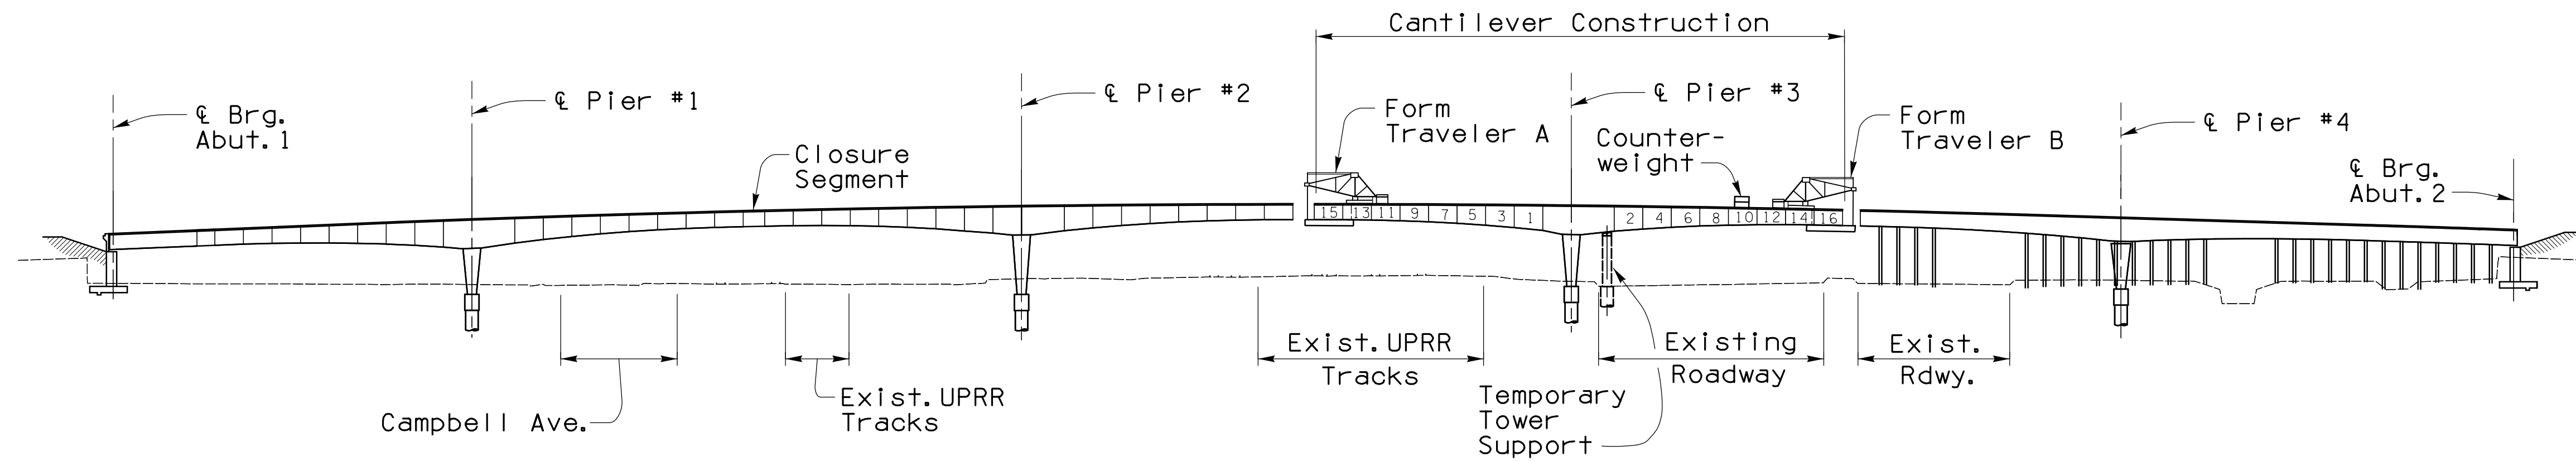 Cantilever Construction
℄ Brg.
Abut. 1
℄ Pier #1
℄ Pier #2
℄ Pier #3
℄ Pier #4
℄ Brg.
Abut. 2
Form
Traveler A
Counter-
weight
Form
Traveler B
Closure
Segment
15 13 11 9 7 5 3 1 2 4 6 8 10 12 14 16
Campbell Ave.
Exist. UPRR
Tracks
Exist. UPRR
Tracks
Temporary
Tower
Support
Existing
Roadway
Exist.
Rdwy.